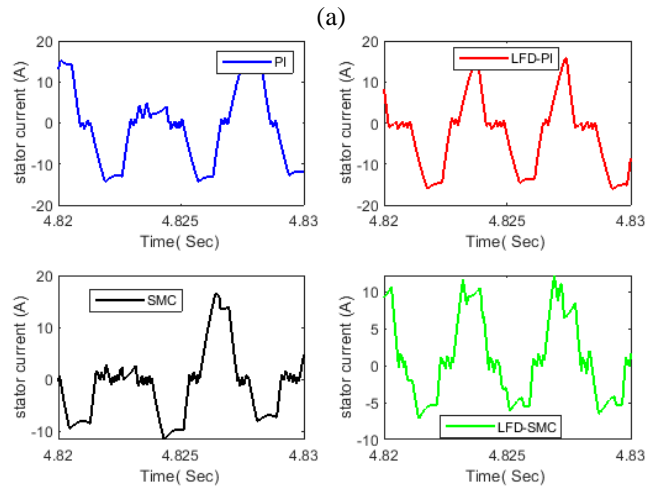 (a)
20
10
0
-10
-20
stator current (A)
PI
4.82
4.825
4.83
Time( Sec)
20
10
0
-10
-20
stator current (A)
LFD-PI
4.82
4.825
4.83
Time( Sec)
20
10
0
-10
stator current (A)
SMC
4.82
4.825
4.83
Time( Sec)
10
5
0
-5
-10
stator current (A)
LFD-SMC
4.82
4.825
4.83
Time( Sec)